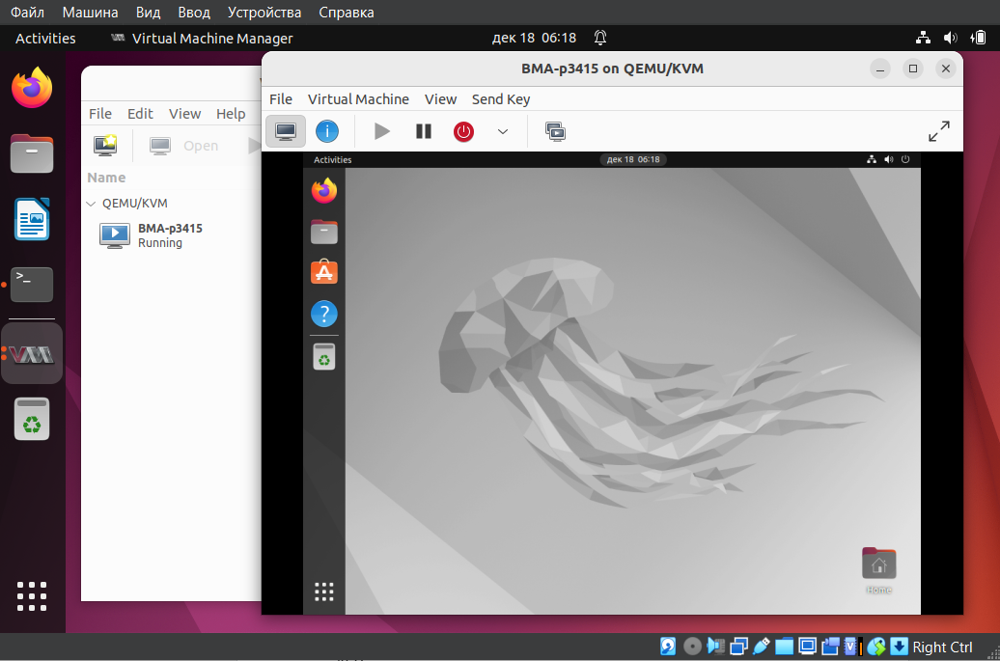 Файл Машина Вид Ввод Устройства Справка
Activities Virtual Machine Manager дек 18 06:18
BMA-p3415 on QEMU/KVM
File Edit View Help
File Virtual Machine View Send Key
Open
Name
QEMU/KVM
BMA-p3415
Running
Activities дек 18 06:18
Home
Right Ctrl